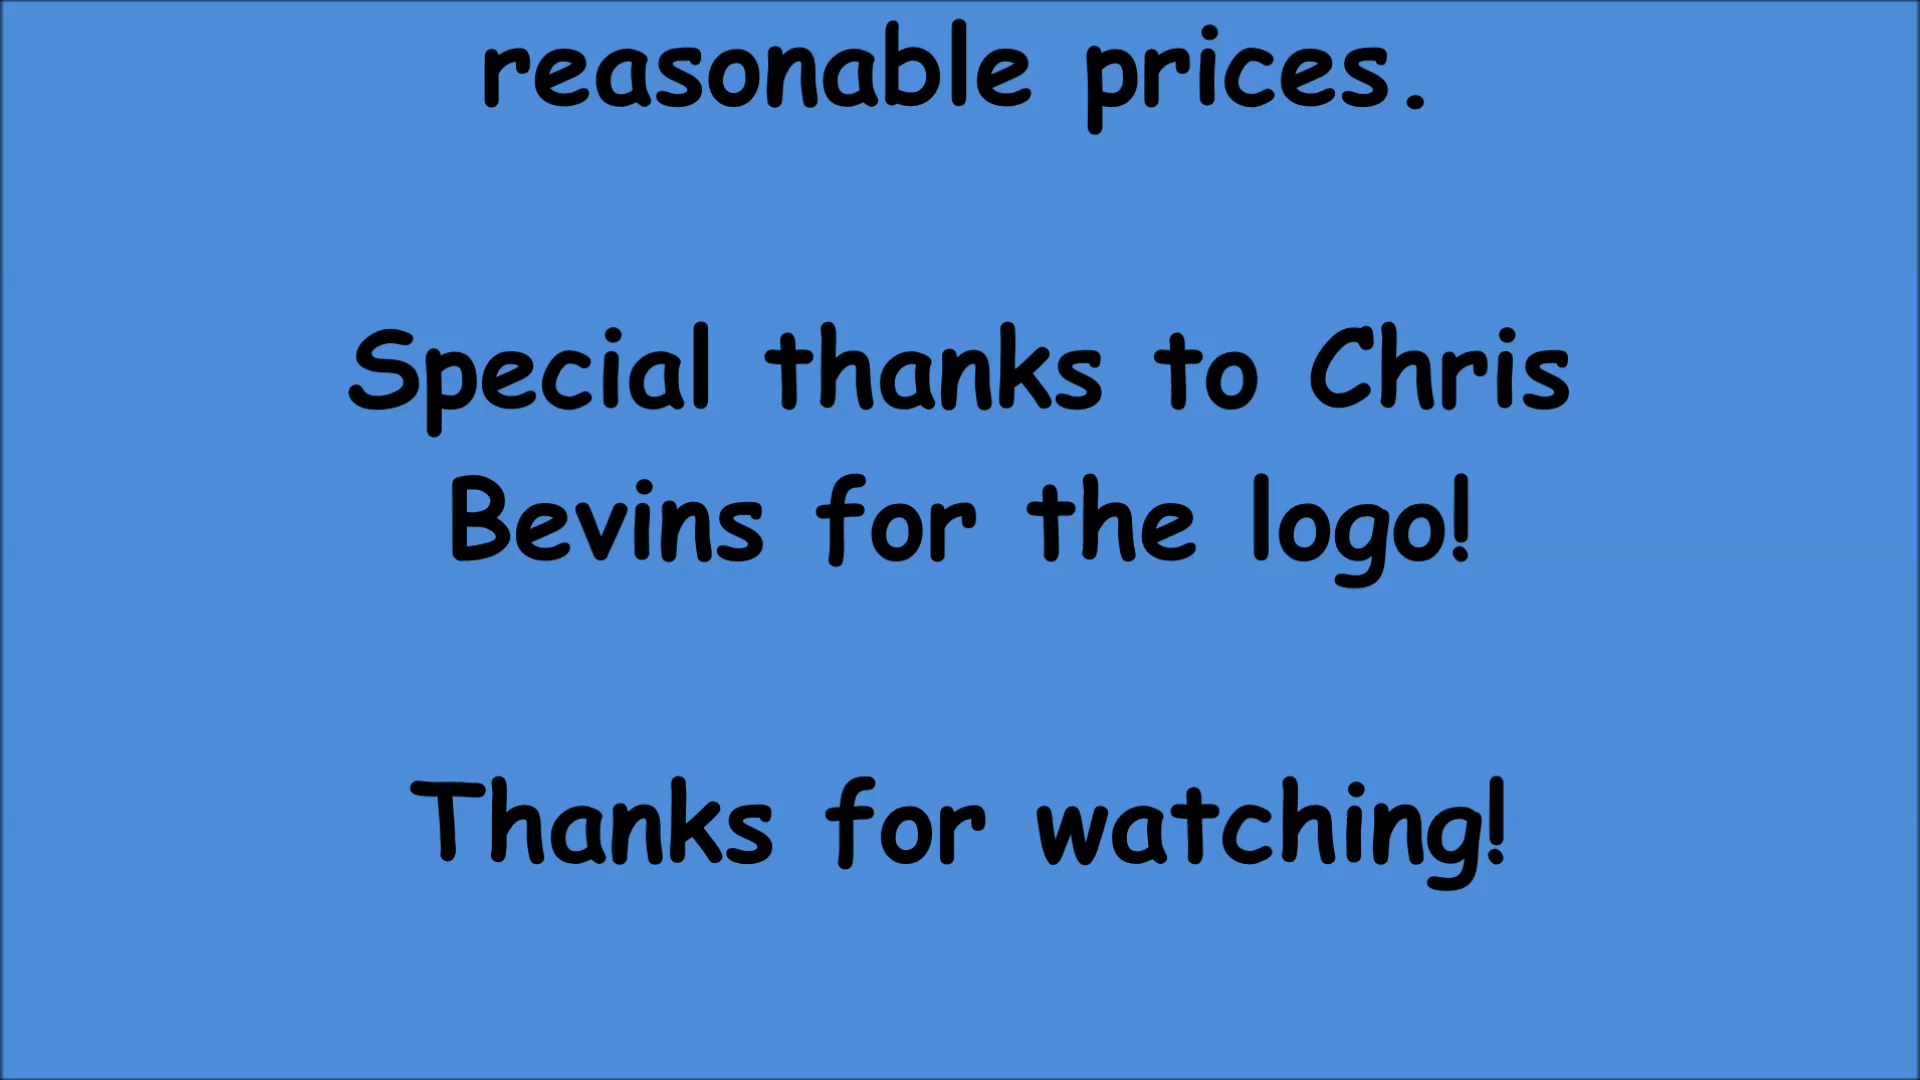 reasonable prices.
Special thanks to Chris
Bevins for the logo!
Thanks for watching!